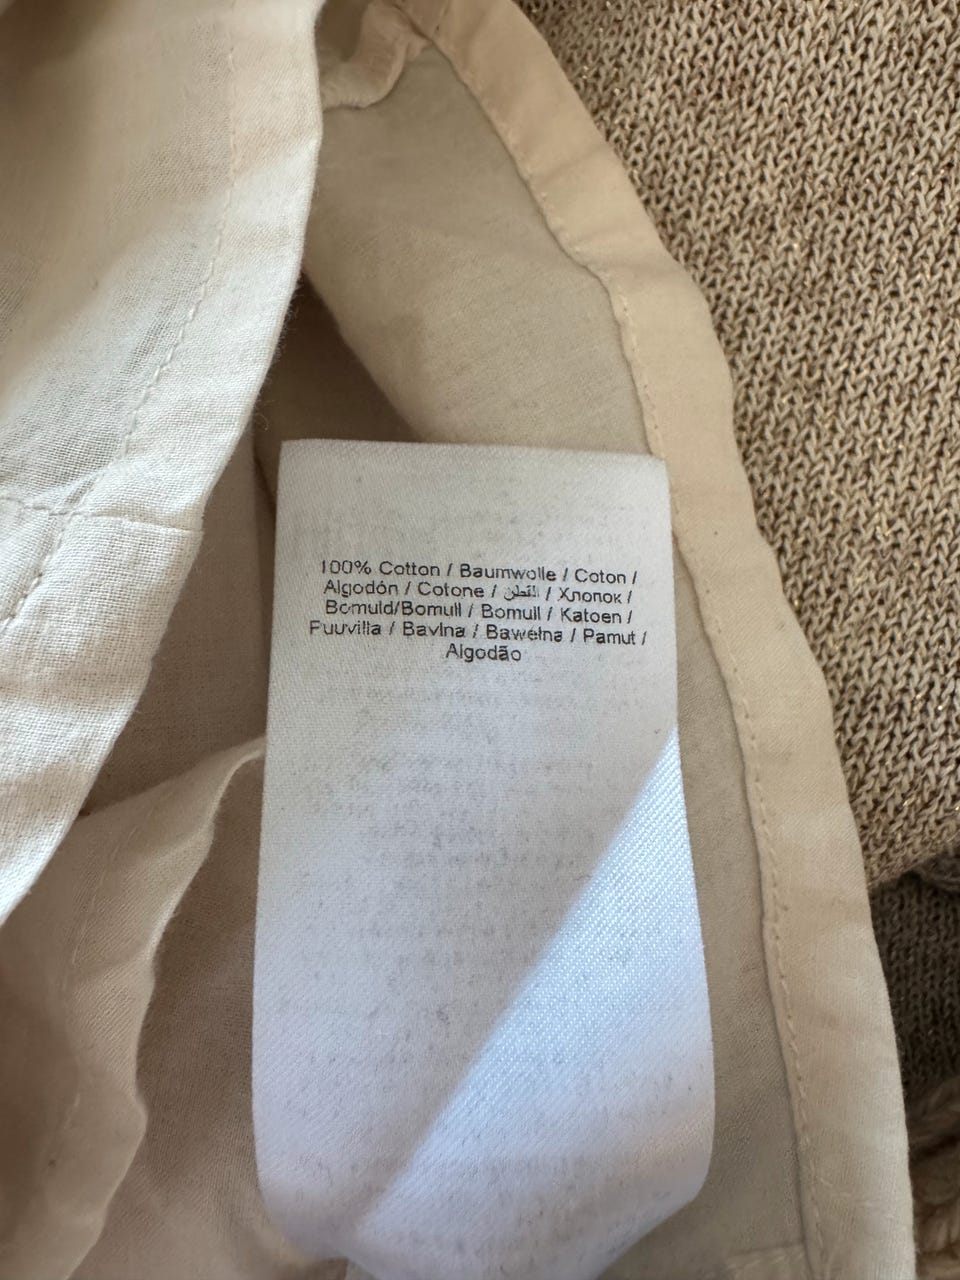 100% Cotton / Baumwolle / Coton /
Algodón / Cotone / القطن / Хлопок /
Bomuld/Bomull / Bomull / Katoen /
Puuvilla / Bavlna / Bawełna / Pamut /
Algodão